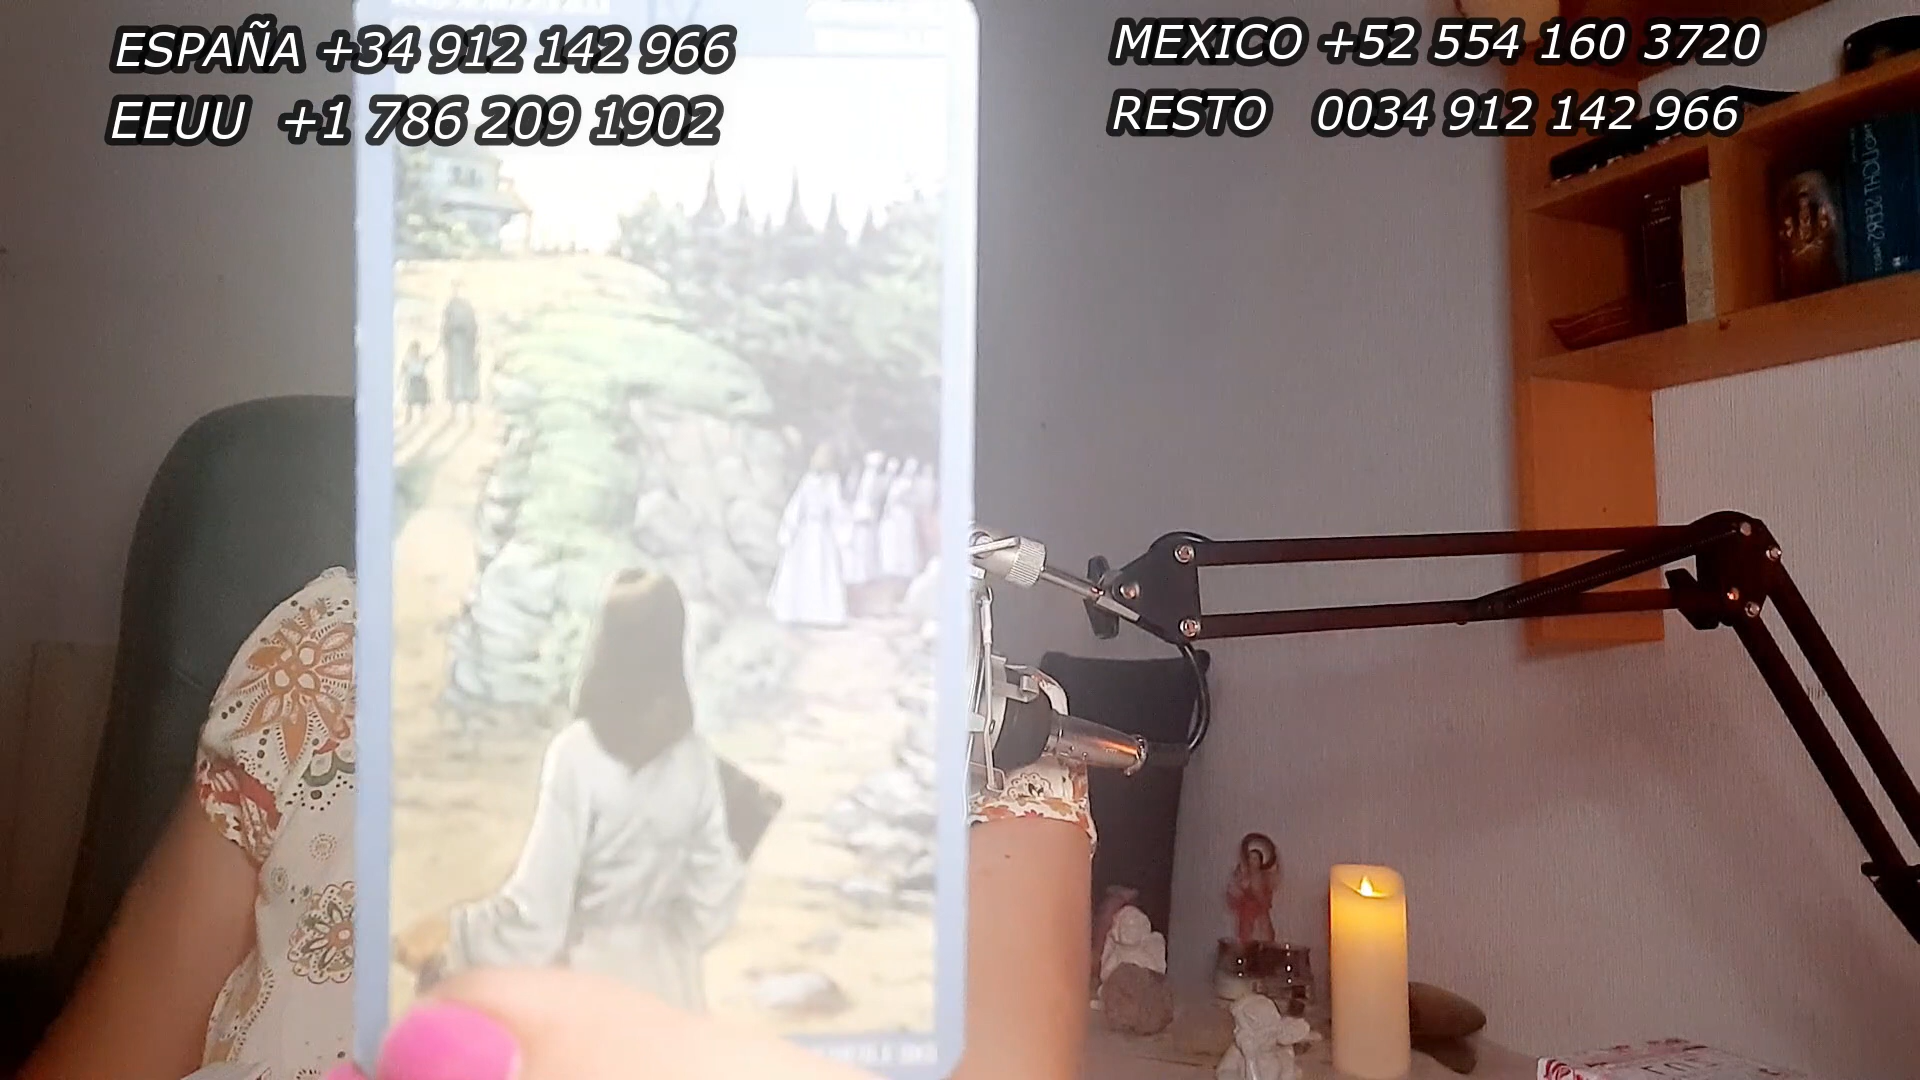 ESPAÑA +34 912 142 966
EEUU +1 786 209 1902
MEXICO +52 554 160 3720
RESTO 0034 912 142 966